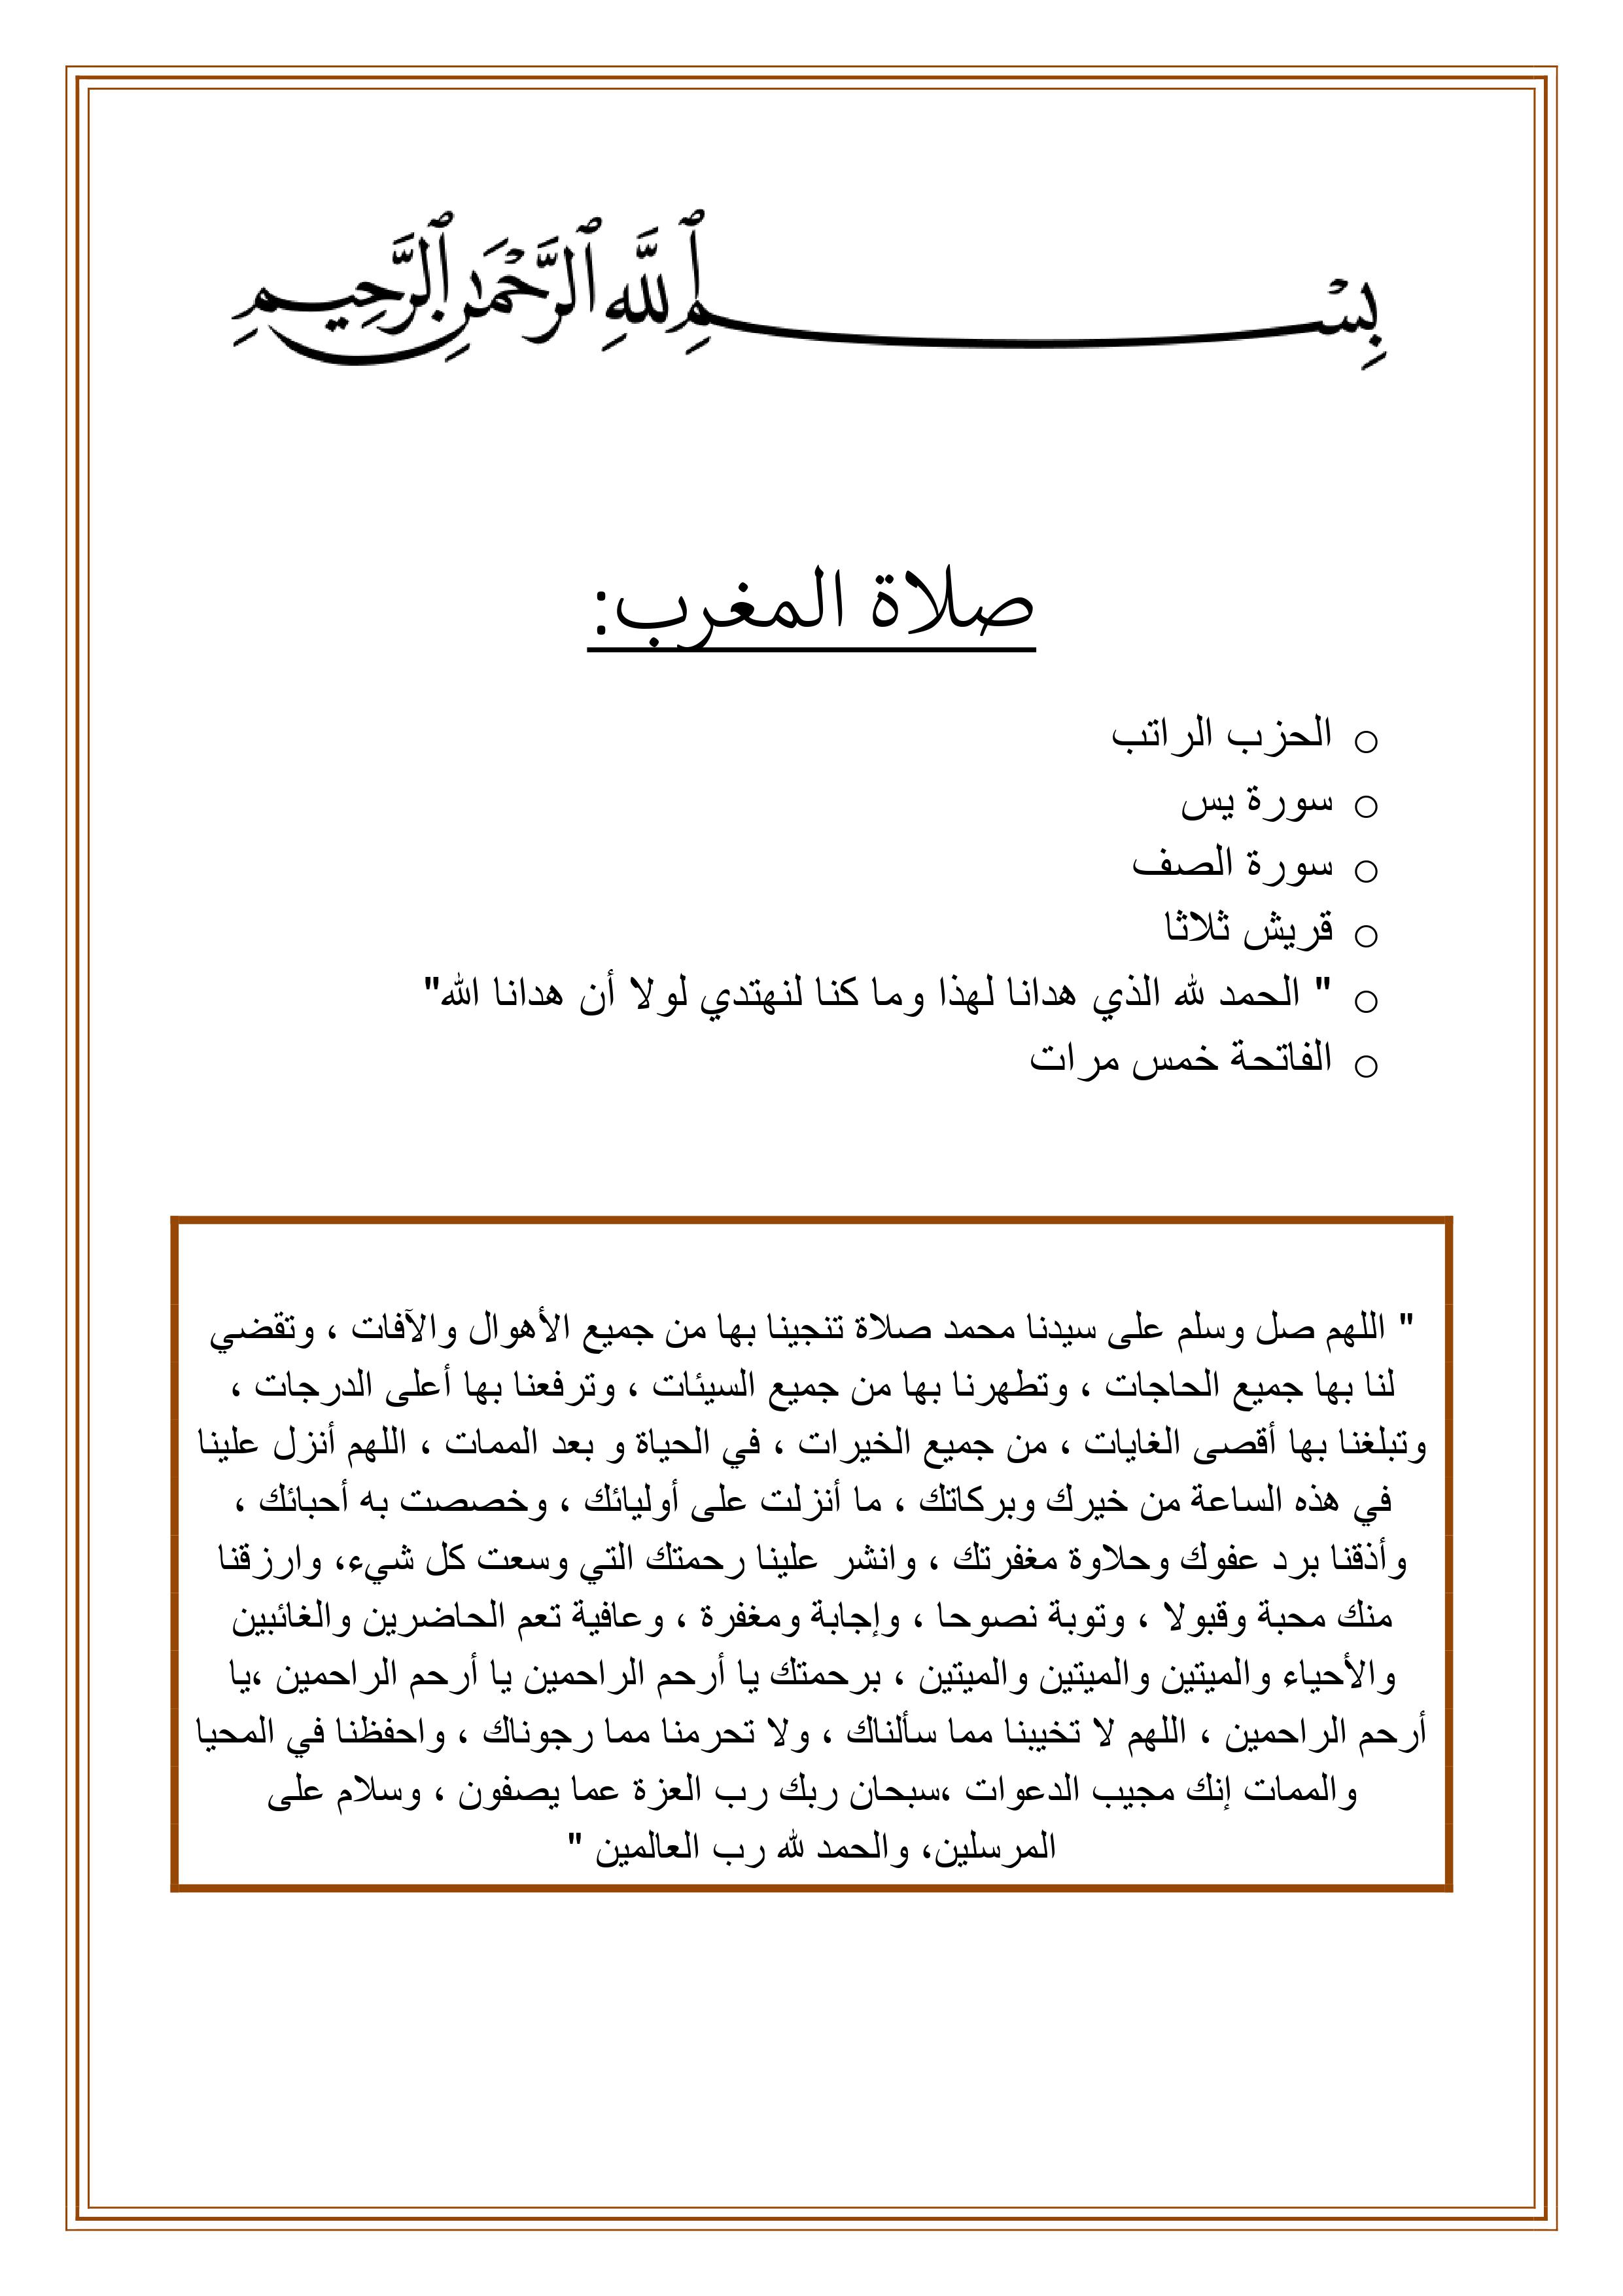 بِسْمِ ٱللَّهِ ٱلرَّحْمَٰنِ ٱلرَّحِيمِ
صلاة المغرب:
○ الحزب الراتب
○ سورة يس
○ سورة الصف
○ قريش ثلاثا
○ " الحمد لله الذي هدانا لهذا وما كنا لنهتدي لولا أن هدانا الله"
○ الفاتحة خمس مرات
" اللهم صل وسلم على سيدنا محمد صلاة تنجينا بها من جميع الأهوال والآفات ، وتقضي
لنا بها جميع الحاجات ، وتطهرنا بها من جميع السيئات ، وترفعنا بها أعلى الدرجات ،
وتبلغنا بها أقصى الغايات ، من جميع الخيرات ، في الحياة و بعد الممات ، اللهم أنزل علينا
في هذه الساعة من خيرك وبركاتك ، ما أنزلت على أوليائك ، وخصصت به أحبائك ،
وأذقنا برد عفوك وحلاوة مغفرتك ، وانشر علينا رحمتك التي وسعت كل شيء، وارزقنا
منك محبة وقبولا ، وتوبة نصوحا ، وإجابة ومغفرة ، وعافية تعم الحاضرين والغائبين
والأحياء والميتين والميتين والميتين ، برحمتك يا أرحم الراحمين يا أرحم الراحمين ،يا
أرحم الراحمين ، اللهم لا تخيبنا مما سألناك ، ولا تحرمنا مما رجوناك ، واحفظنا في المحيا
والممات إنك مجيب الدعوات ،سبحان ربك رب العزة عما يصفون ، وسلام على
المرسلين، والحمد لله رب العالمين "